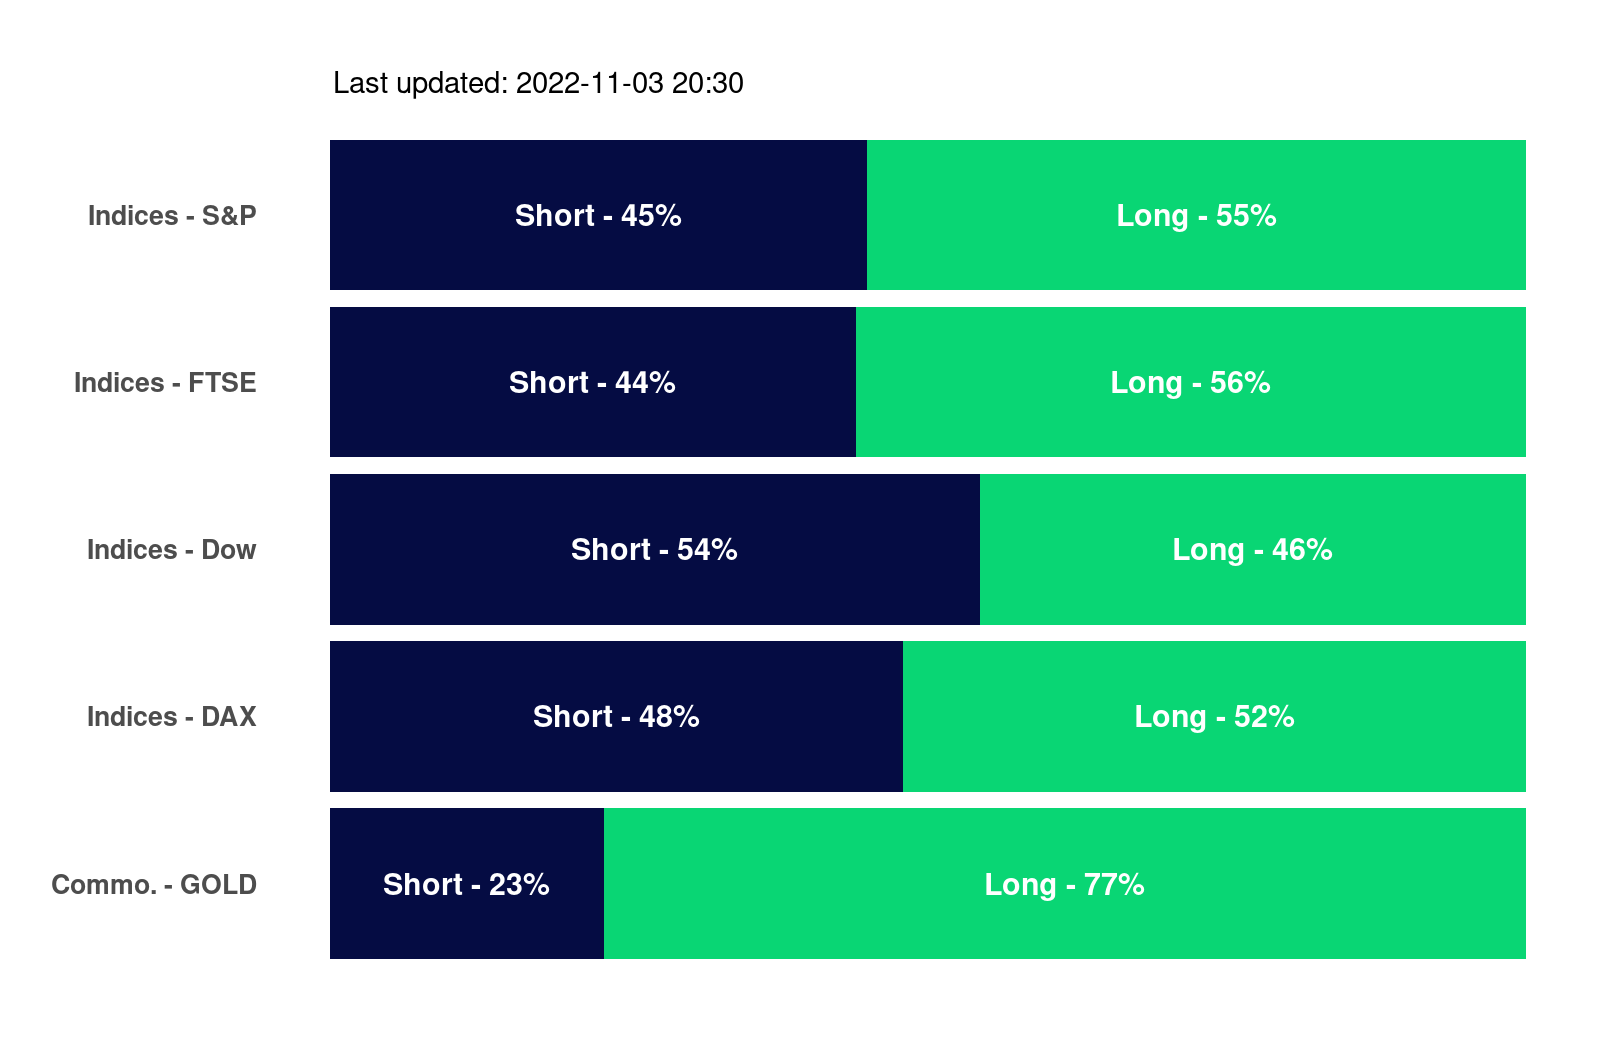 Last updated: 2022-11-03 20:30
Indices - S&P Short - 45% Long - 55%
Indices - FTSE Short - 44% Long - 56%
Indices - Dow Short - 54% Long - 46%
Indices - DAX Short - 48% Long - 52%
Commo. - GOLD Short - 23% Long - 77%